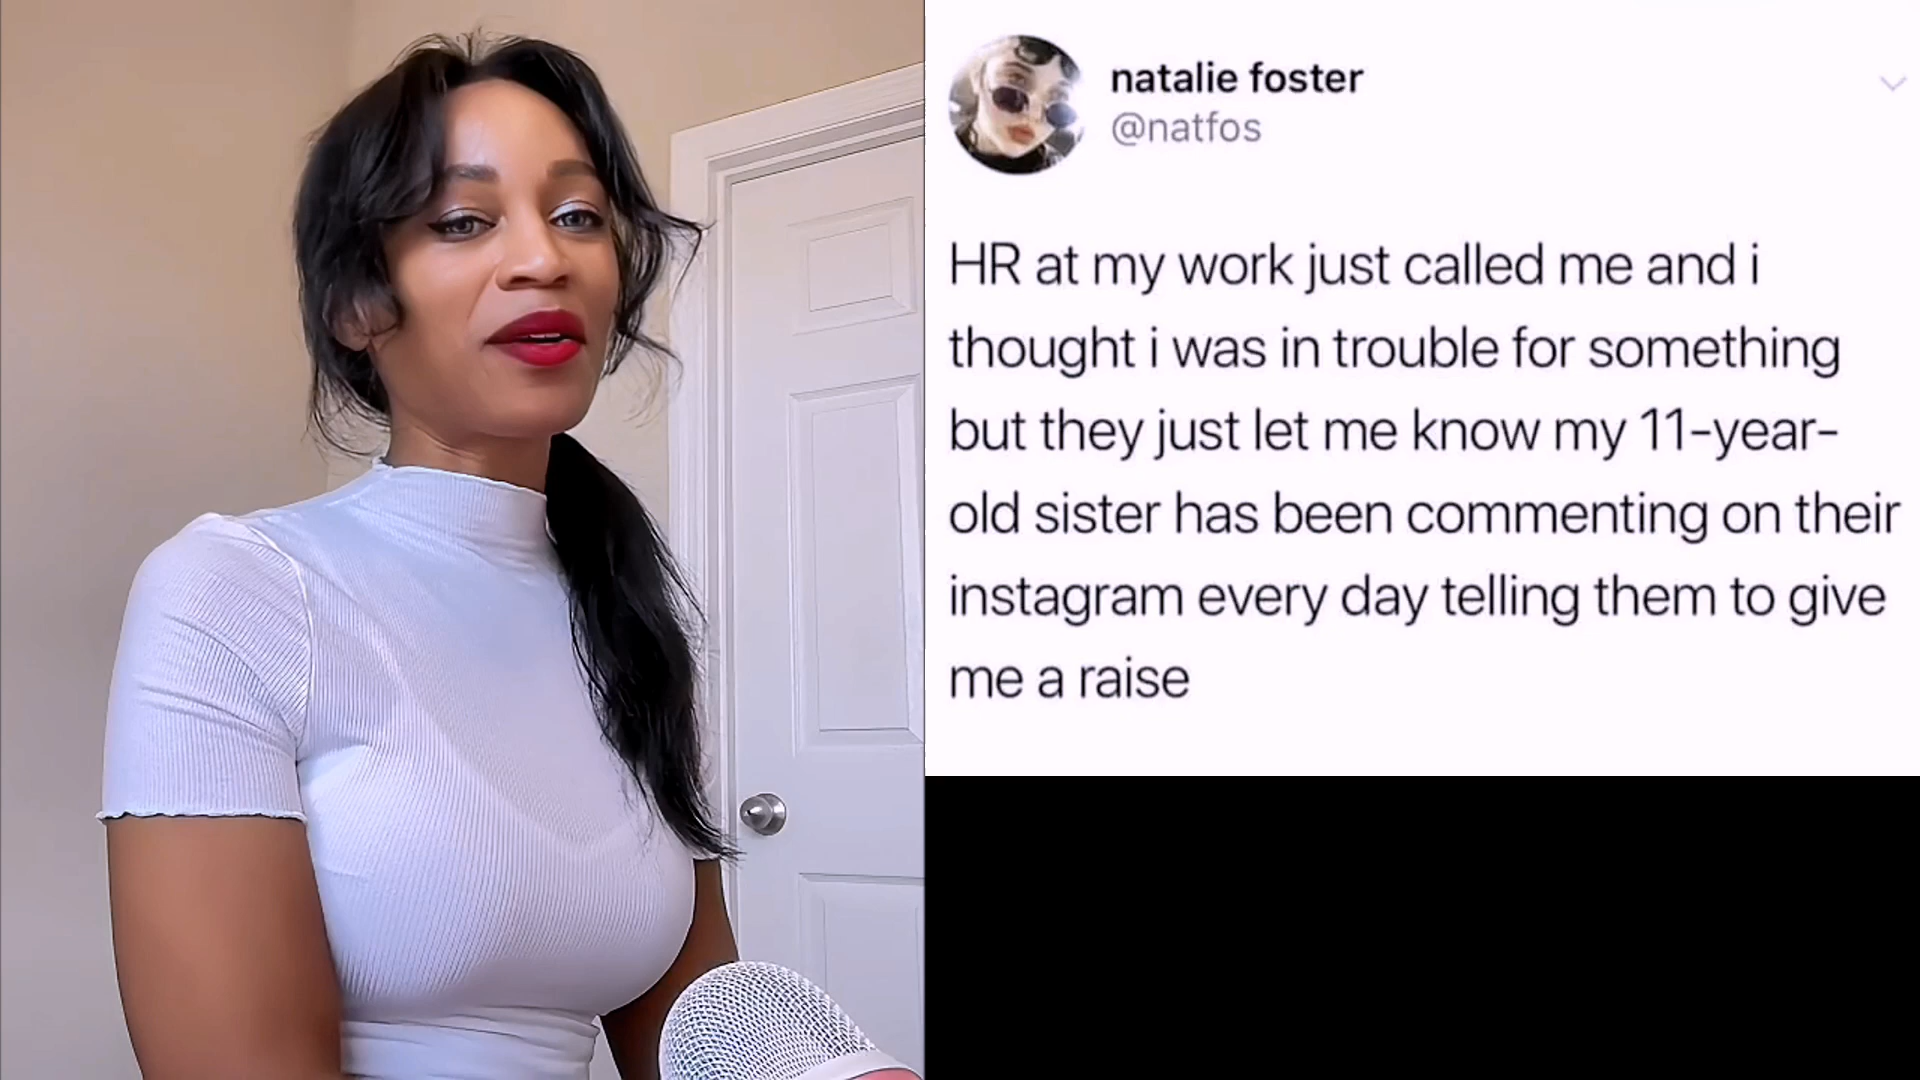 natalie foster
@natfos
HR at my work just called me and i
thought i was in trouble for something
but they just let me know my 11-year-
old sister has been commenting on their
instagram every day telling them to give
me a raise